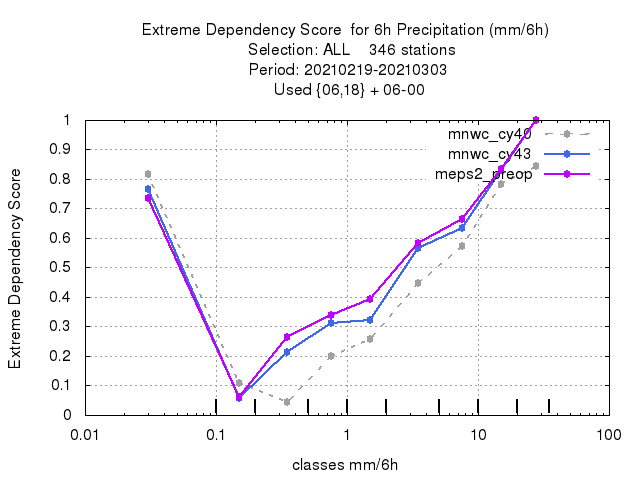 Extreme Dependency Score  for 6h Precipitation (mm/6h)
Selection: ALL    346 stations
Period: 20210219-20210303
Used {06,18} + 06-00
mnwc_cy40
mnwc_cy43
meps2_preop
Extreme Dependency Score
1
0.9
0.8
0.7
0.6
0.5
0.4
0.3
0.2
0.1
0
0.01 0.1 1 10 100
classes mm/6h